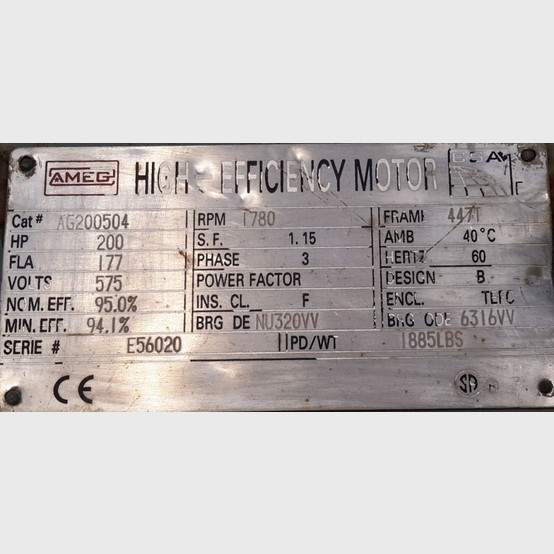 AMEG HIGH EFFICIENCY MOTOR
Cat# AG200504 RPM 1780 FRAME 447T
HP 200 S.F. 1.15 AMB 40°C
FLA 177 PHASE 3 HERTZ 60
VOLTS 575 POWER FACTOR DESIGN B
NOM. EFF. 95.0% INS. CL. F ENCL. TEFC
MIN. EFF. 94.1% BRG DE NU320VV BRG ODE 6316VV
SERIE # E56020 IPD/WT 1885LBS
CE SA